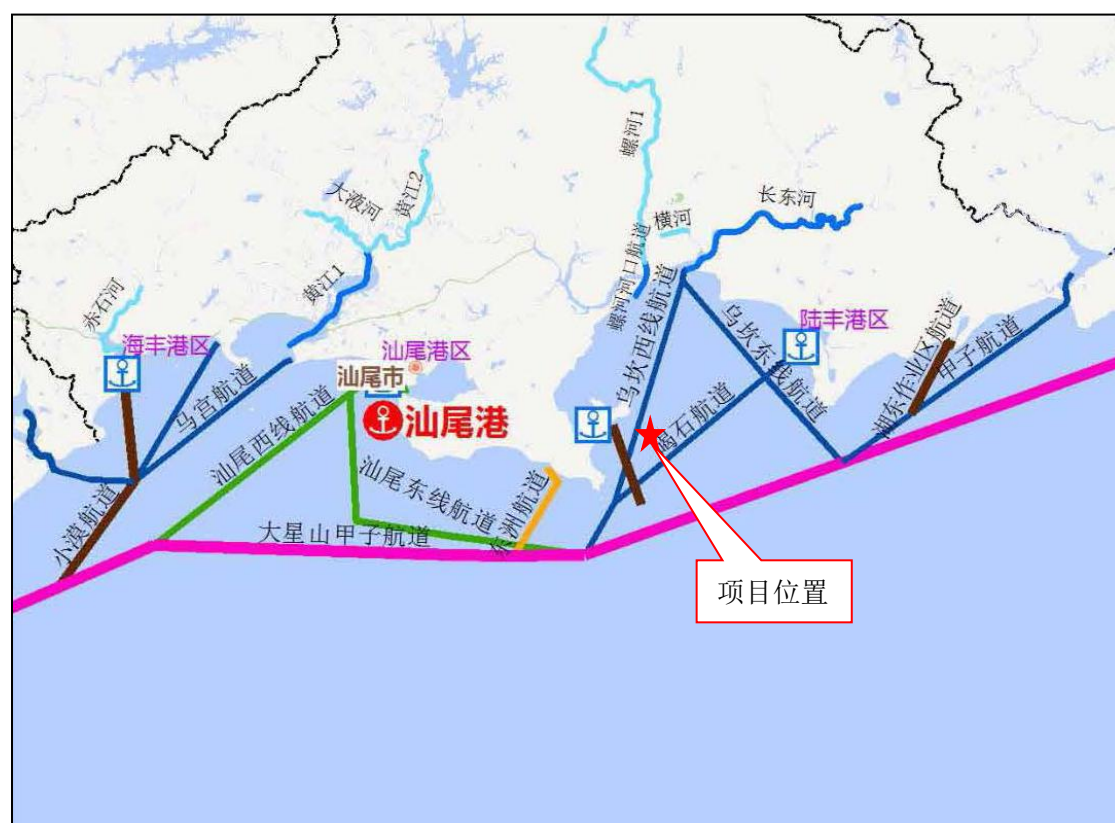 螺河1
大液河
黄江2
长东河
横河
赤石河
黄江1
螺河河口航道
乌坎西线航道
乌坎东线航道
陆丰港区
海丰港区
汕尾港区
汕尾市
汕尾港
马宫航道
汕尾西线航道
汕尾东线航道
东洲航道
碣石航道
湖东作业区航道
甲子航道
小漠航道
大星山甲子航道
项目位置